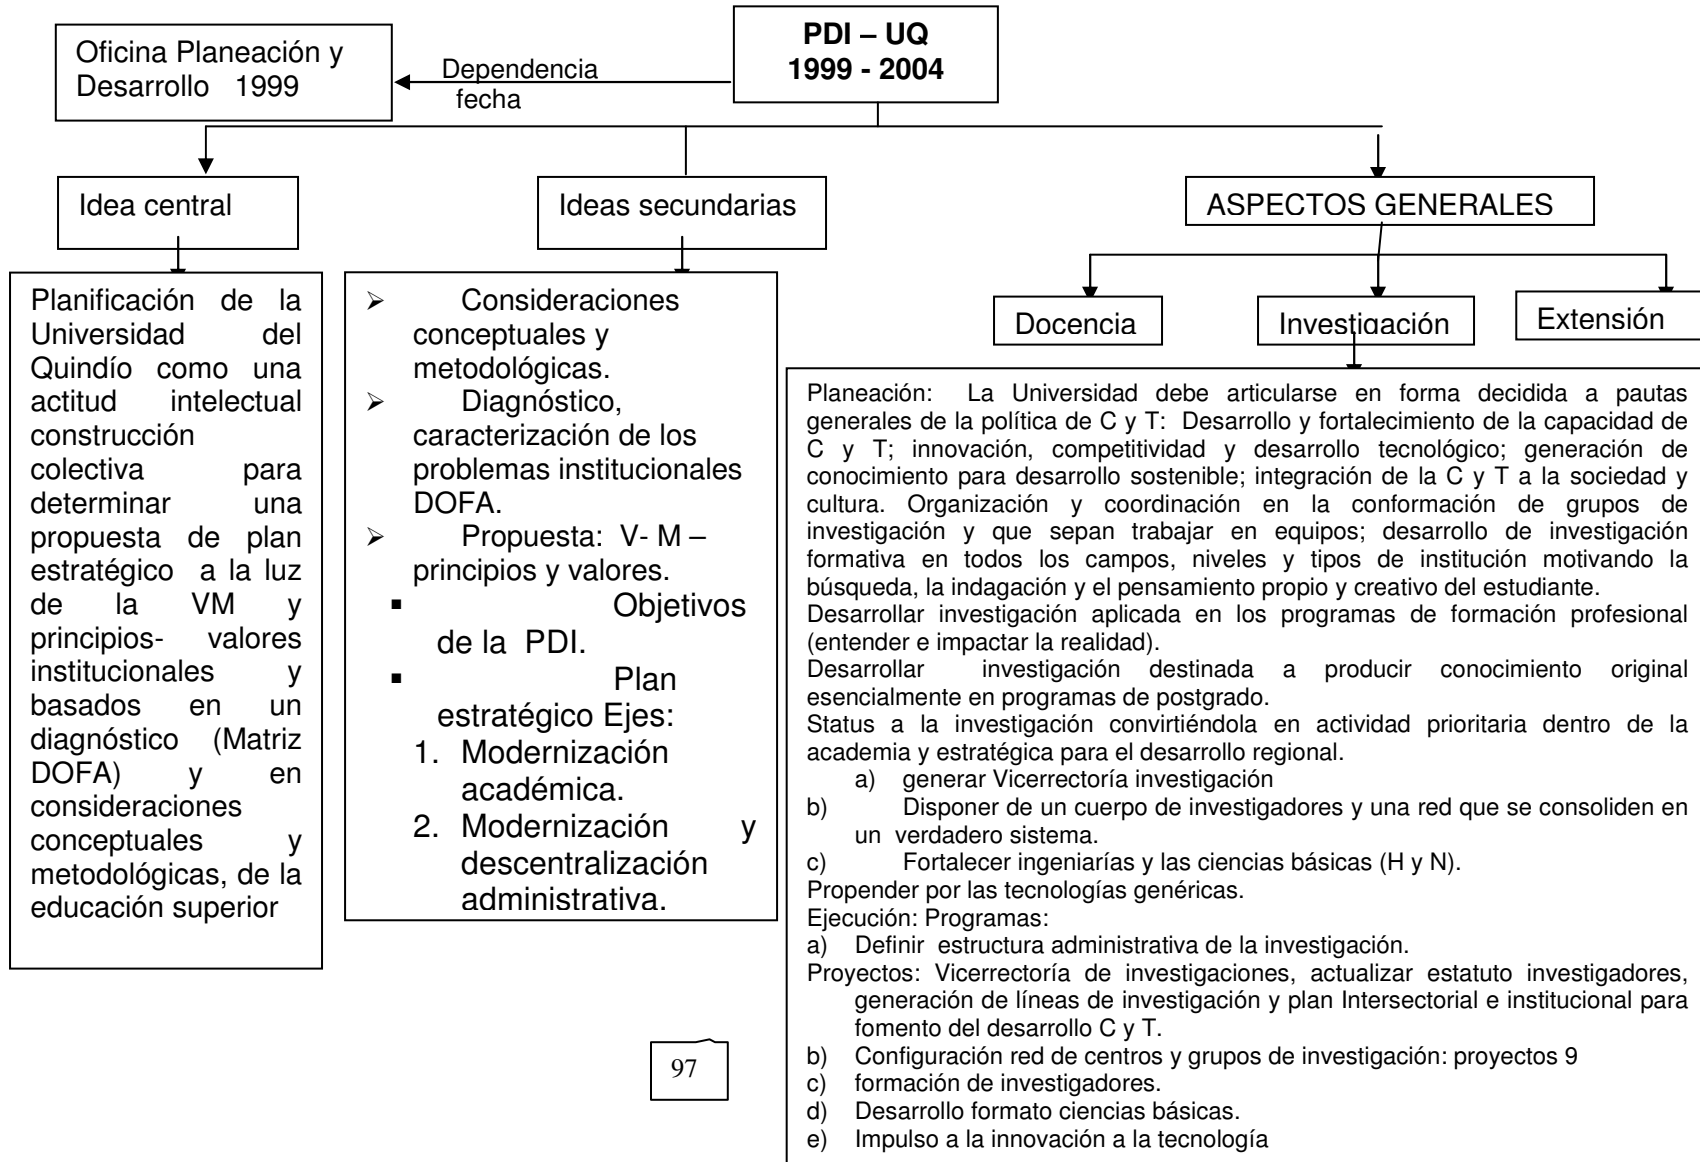 PDI – UQ
1999 - 2004
Oficina Planeación y
Desarrollo 1999
Dependencia
fecha
Idea central
Ideas secundarias
ASPECTOS GENERALES
Planificación de la
Universidad del
Quindío como una
actitud intelectual
construcción
colectiva para
determinar una
propuesta de plan
estratégico a la luz
de la VM y
principios- valores
institucionales y
basados en un
diagnóstico (Matriz
DOFA) y en
consideraciones
conceptuales y
metodológicas, de la
educación superior
➢ Consideraciones
conceptuales y
metodológicas.
➢ Diagnóstico,
caracterización de los
problemas institucionales
DOFA.
➢ Propuesta: V- M –
principios y valores.
▪ Objetivos
de la PDI.
▪ Plan
estratégico Ejes:
1. Modernización
académica.
2. Modernización y
descentralización
administrativa.
Docencia
Investigación
Extensión
Planeación: La Universidad debe articularse en forma decidida a pautas
generales de la política de C y T: Desarrollo y fortalecimiento de la capacidad de
C y T; innovación, competitividad y desarrollo tecnológico; generación de
conocimiento para desarrollo sostenible; integración de la C y T a la sociedad y
cultura. Organización y coordinación en la conformación de grupos de
investigación y que sepan trabajar en equipos; desarrollo de investigación
formativa en todos los campos, niveles y tipos de institución motivando la
búsqueda, la indagación y el pensamiento propio y creativo del estudiante.
Desarrollar investigación aplicada en los programas de formación profesional
(entender e impactar la realidad).
Desarrollar investigación destinada a producir conocimiento original
esencialmente en programas de postgrado.
Status a la investigación convirtiéndola en actividad prioritaria dentro de la
academia y estratégica para el desarrollo regional.
a) generar Vicerrectoría investigación
b) Disponer de un cuerpo de investigadores y una red que se consoliden en
un verdadero sistema.
c) Fortalecer ingeniarías y las ciencias básicas (H y N).
Propender por las tecnologías genéricas.
Ejecución: Programas:
a) Definir estructura administrativa de la investigación.
Proyectos: Vicerrectoría de investigaciones, actualizar estatuto investigadores,
generación de líneas de investigación y plan Intersectorial e institucional para
fomento del desarrollo C y T.
b) Configuración red de centros y grupos de investigación: proyectos 9
c) formación de investigadores.
d) Desarrollo formato ciencias básicas.
e) Impulso a la innovación a la tecnología
97